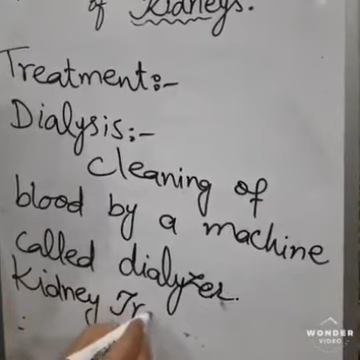 of Kidneys.
Treatment:-
Dialysis:-
Cleaning of
blood by a machine
called dialyzer.
Kidney Tr
:
WONDER
VIDEO